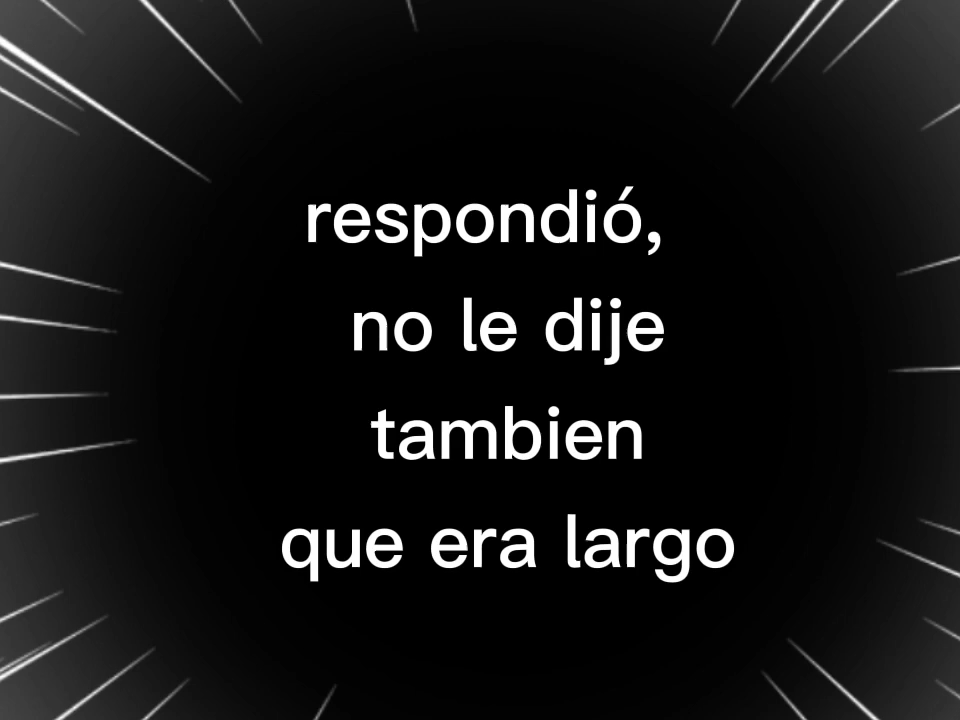 respondió,
no le dije
tambien
que era largo